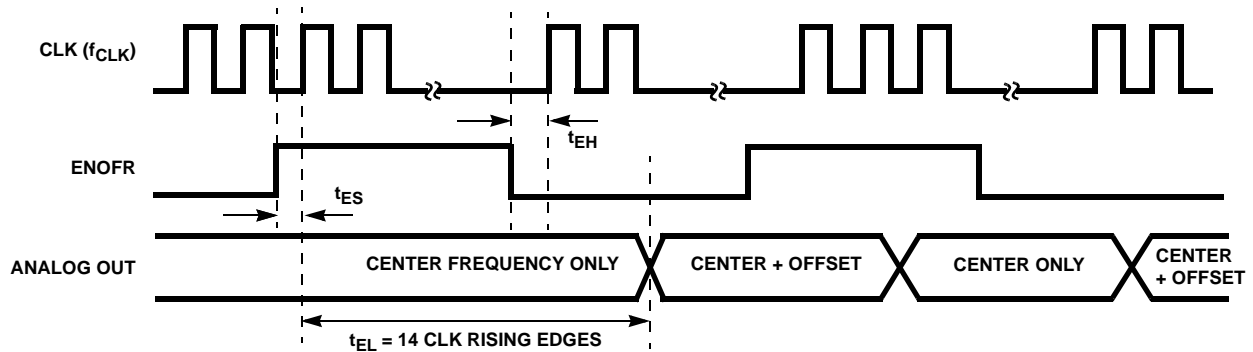 CLK (fCLK)
tEH
ENOFR
tES
ANALOG OUT
CENTER FREQUENCY ONLY
CENTER + OFFSET
CENTER ONLY
CENTER
+ OFFSET
tEL = 14 CLK RISING EDGES